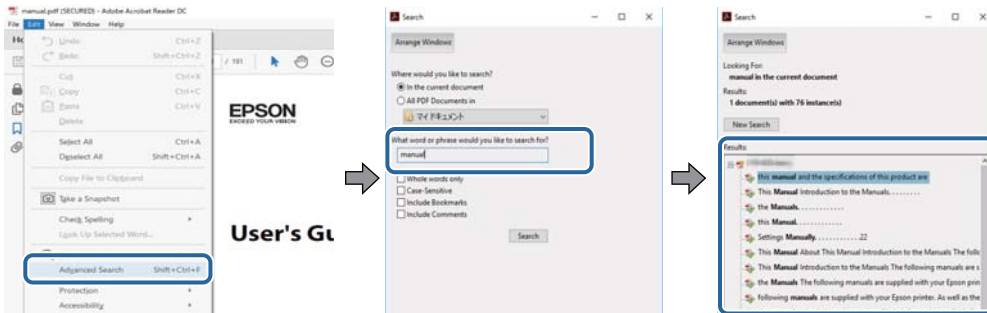 manual.pdf (SECURED) - Adobe Acrobat Reader DC
File Edit View Window Help
Undo Ctrl+Z
Redo Shift+Ctrl+Z
Cut Ctrl+X
Copy Ctrl+C
Paste Ctrl+V
Delete
Select All Ctrl+A
Deselect All Shift+Ctrl+A
Copy File to Clipboard
Take a Snapshot
Check Spelling
Look Up Selected Word...
Advanced Search Shift+Ctrl+F
Protection
Accessibility
/ 181
EPSON
EXCEED YOUR VISION
User's Gu
Search
Arrange Windows
Where would you like to search?
In the current document
All PDF Documents in
マイ ドキュメント
What word or phrase would you like to search for?
manual
Whole words only
Case-Sensitive
Include Bookmarks
Include Comments
Search
Search
Arrange Windows
Looking For:
manual in the current document
Results:
1 document(s) with 76 instance(s)
New Search
Results:
this manual and the specifications of this product are
This Manual Introduction to the Manuals.........
the Manuals.............
this Manual.............
Settings Manually............22
This Manual About This Manual Introduction to the Manuals The follo
This Manual Introduction to the Manuals The following manuals are s
the Manuals The following manuals are supplied with your Epson prin
following manuals are supplied with your Epson printer. As well as the